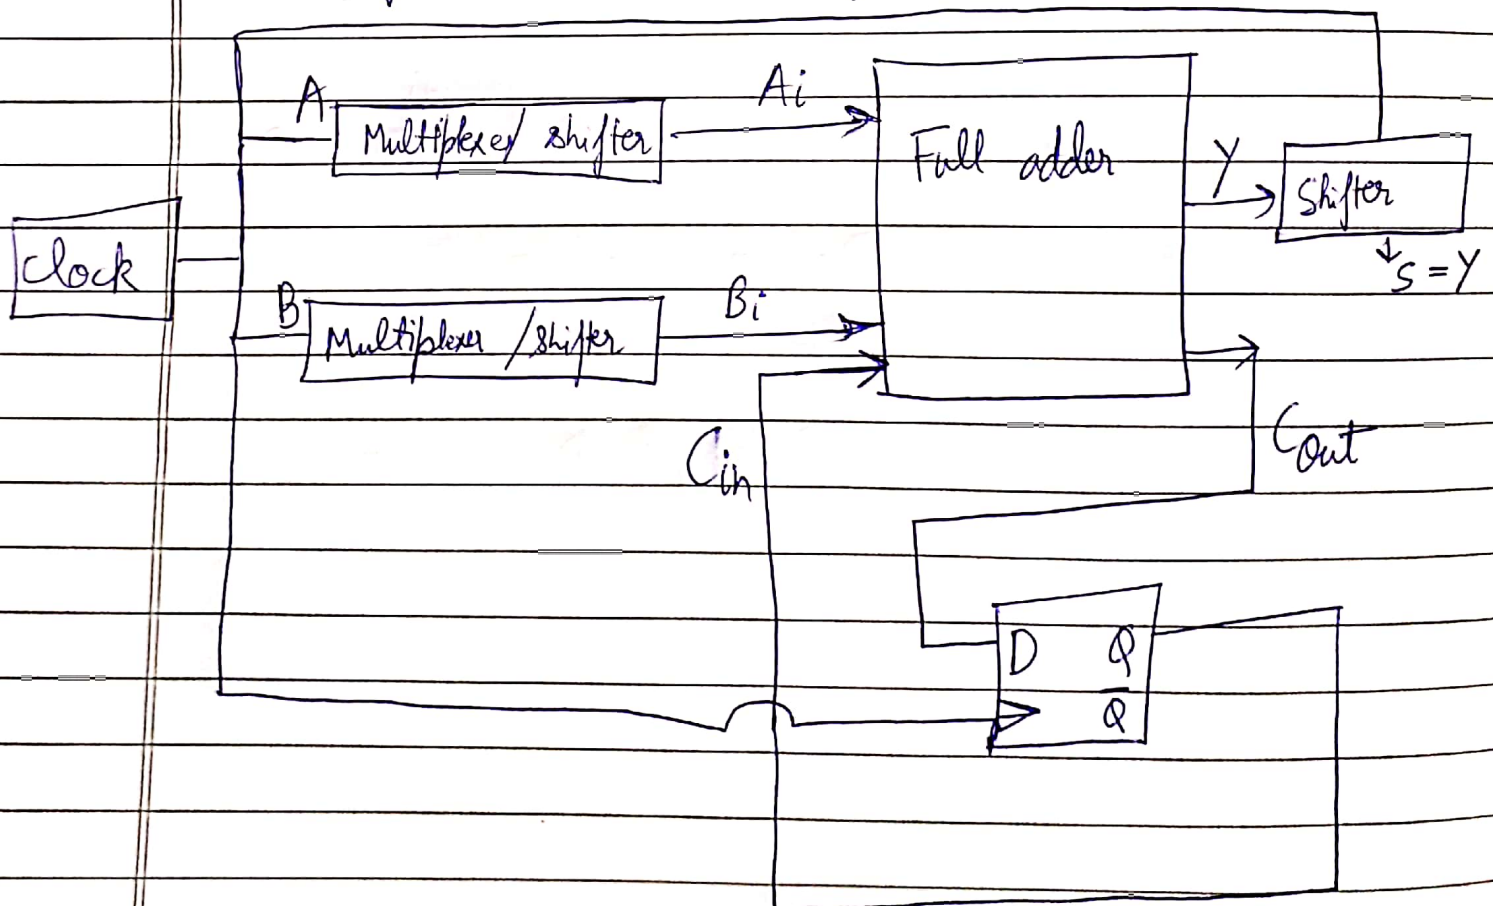 A
Multiplexer/ Shifter
Ai
Full adder
Y
Shifter
S = Y
Clock
B
Multiplexer / Shifter
Bi
Cin
Cout
D Q
Q̅